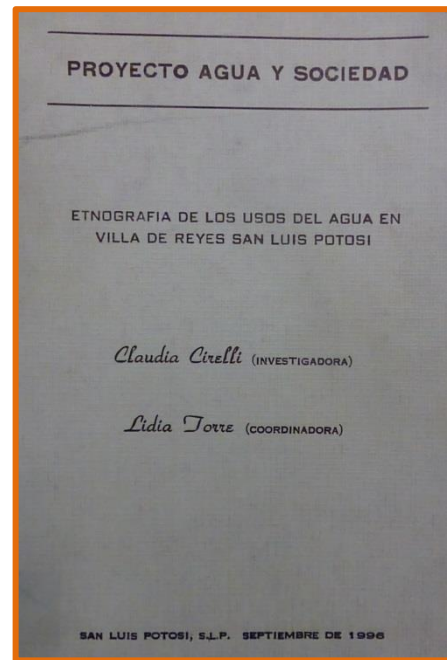 PROYECTO AGUA Y SOCIEDAD
ETNOGRAFIA DE LOS USOS DEL AGUA EN
VILLA DE REYES SAN LUIS POTOSI
Claudia Cirelli (INVESTIGADORA)
Lidia Torre (COORDINADORA)
SAN LUIS POTOSI, S.L.P. SEPTIEMBRE DE 1996